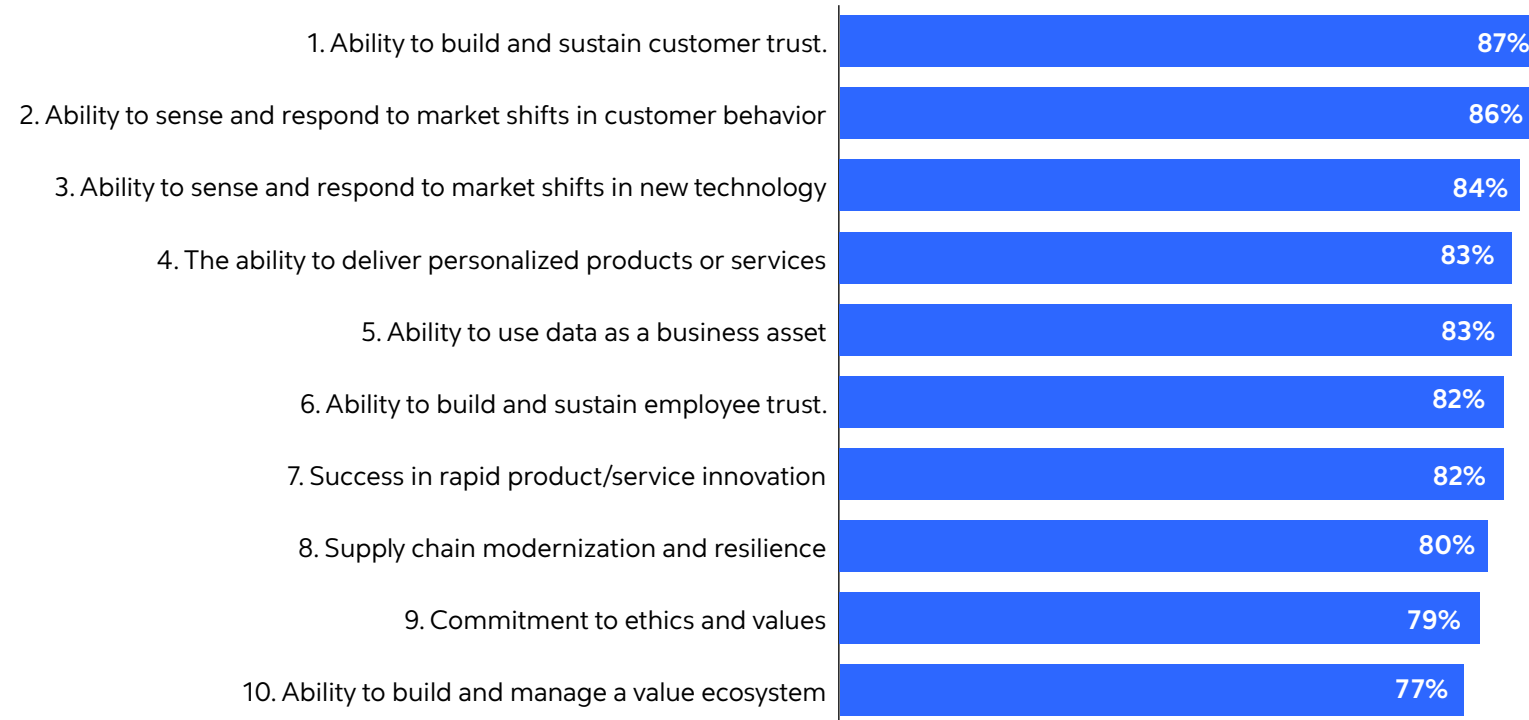 1. Ability to build and sustain customer trust. 87%
2. Ability to sense and respond to market shifts in customer behavior 86%
3. Ability to sense and respond to market shifts in new technology 84%
4. The ability to deliver personalized products or services 83%
5. Ability to use data as a business asset 83%
6. Ability to build and sustain employee trust. 82%
7. Success in rapid product/service innovation 82%
8. Supply chain modernization and resilience 80%
9. Commitment to ethics and values 79%
10. Ability to build and manage a value ecosystem 77%